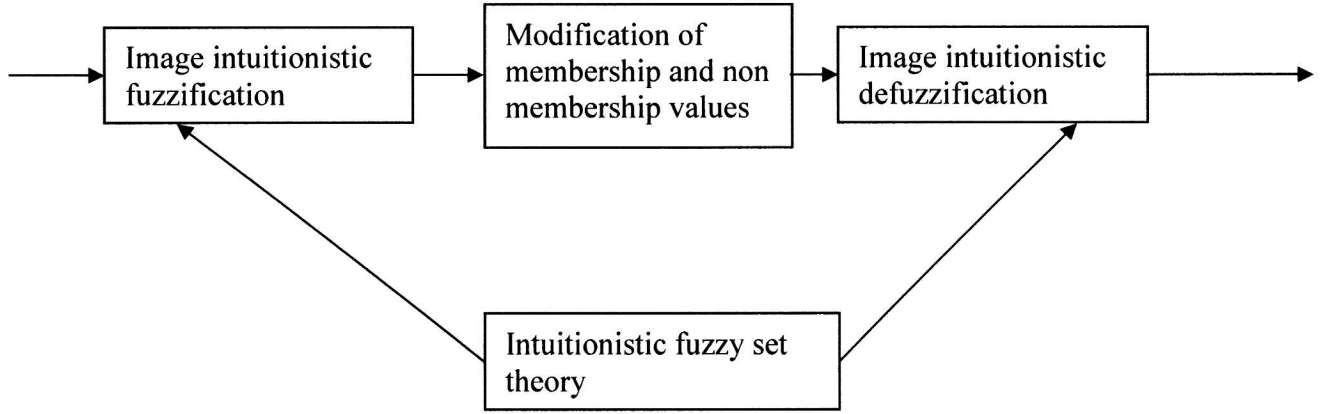 Image intuitionistic
fuzzification
Modification of
membership and non
membership values
Image intuitionistic
defuzzification
Intuitionistic fuzzy set
theory